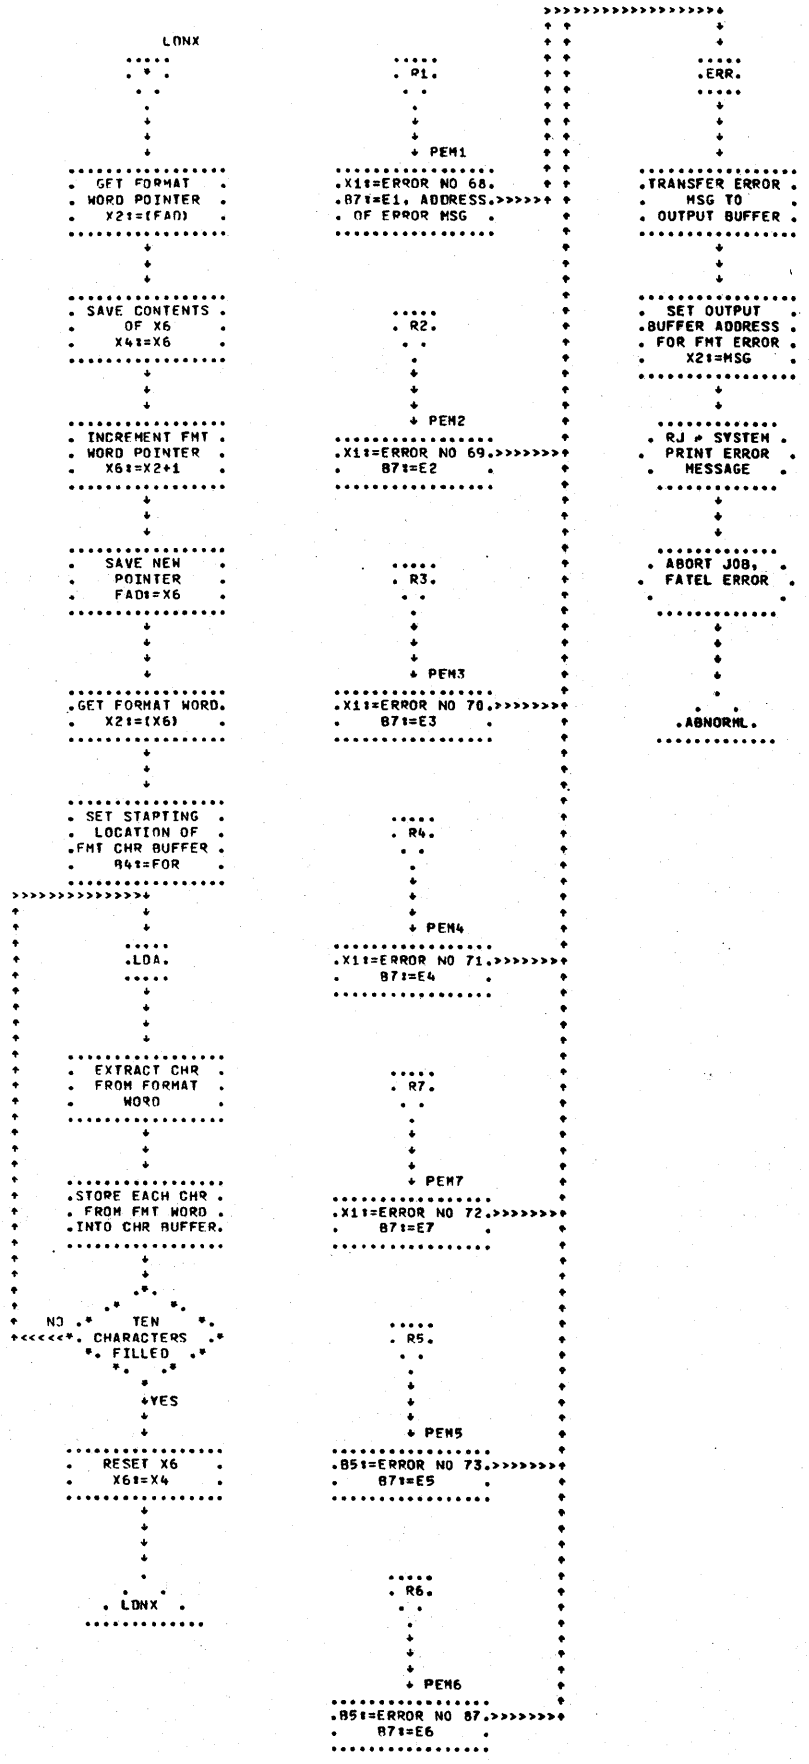 LDNX
*
GET FORMAT
WORD POINTER
X2:=(FAD)
SAVE CONTENTS
OF X6
X4:=X6
INCREMENT FMT
WORD POINTER
X6:=X2+1
SAVE NEW
POINTER
FAD:=X6
GET FORMAT WORD
X2:=(X6)
SET STARTING
LOCATION OF
FMT CHR BUFFER
B4:=FOR
LDA
EXTRACT CHR
FROM FORMAT
WORD
STORE EACH CHR
FROM FMT WORD
INTO CHR BUFFER
NO
TEN
CHARACTERS
FILLED
YES
RESET X6
X6:=X4
LDNX
R1
PEM1
X1:=ERROR NO 68
B7:=E1, ADDRESS
OF ERROR MSG
R2
PEM2
X1:=ERROR NO 69
B7:=E2
R3
PEM3
X1:=ERROR NO 70
B7:=E3
R4
PEM4
X1:=ERROR NO 71
B7:=E4
R7
PEM7
X1:=ERROR NO 72
B7:=E7
R5
PEM5
B5:=ERROR NO 73
B7:=E5
R6
PEM6
B5:=ERROR NO 87
B7:=E6
ERR
TRANSFER ERROR
MSG TO
OUTPUT BUFFER
SET OUTPUT
BUFFER ADDRESS
FOR FMT ERROR
X2:=MSG
RJ ≠ SYSTEM
PRINT ERROR
MESSAGE
ABORT JOB,
FATEL ERROR
ABNORML